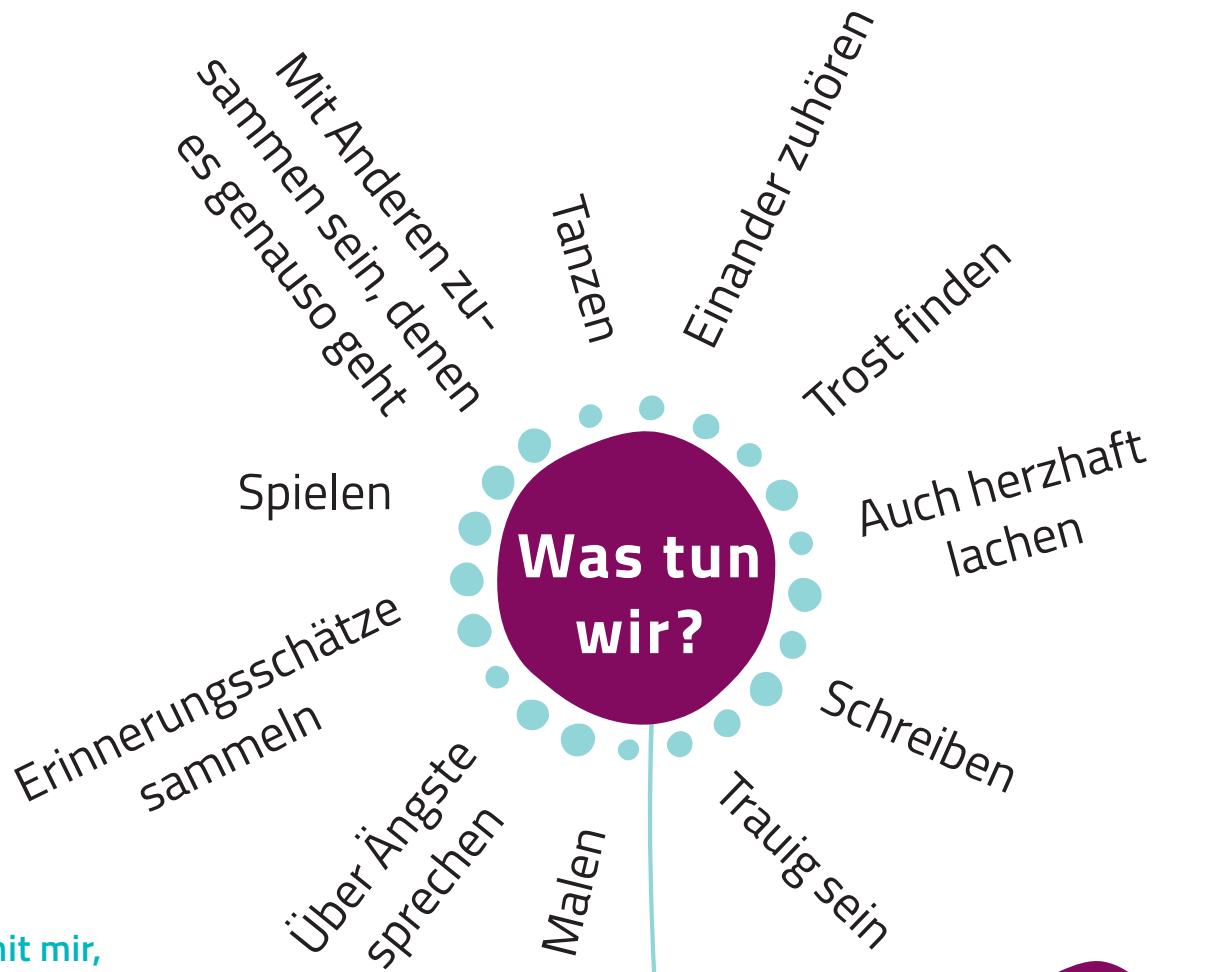 Mit Anderen zu-
sammen sein, denen
es genauso geht
Tanzen
Einander zuhören
Trost finden
Auch herzhaft
lachen
Schreiben
Trauig sein
Malen
Über Ängste
sprechen
Erinnerungsschätze
sammeln
Spielen
Was tun
wir?
mit mir,